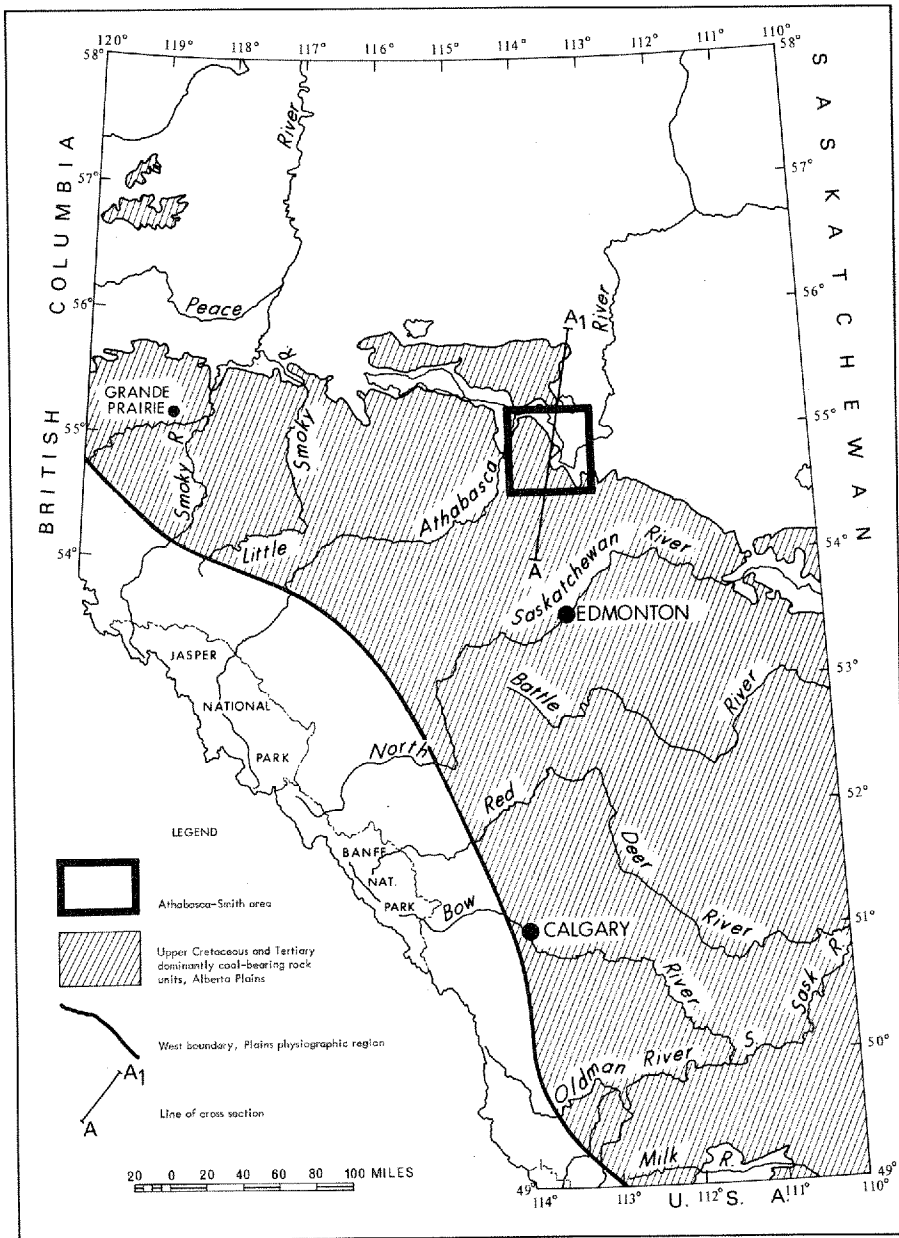 120° 119° 118° 117° 116° 115° 114° 113° 112° 111° 110°
58° 58°
57° 57°
56° 56°
55° 55°
54° 54°
53°
52°
51°
50°
49° 49°
114° 113° 112° 111° 110°
BRITISH COLUMBIA
SASKATCHEWAN
U. S. A.
River
Peace
A1
River
R.
GRANDE
PRAIRIE
Smoky R
Smoky
Little
Athabasca
A
Saskatchewan River
EDMONTON
Battle River
North
Red Deer River
JASPER
NATIONAL
PARK
BANFF
NAT.
PARK
Bow River
CALGARY
Oldman River
S. Sask R.
Milk R.
LEGEND
Athabasca-Smith area
Upper Cretaceous and Tertiary
dominantly coal-bearing rock
units, Alberta Plains
West boundary, Plains physiographic region
A1
A
Line of cross section
20 0 20 40 60 80 100 MILES